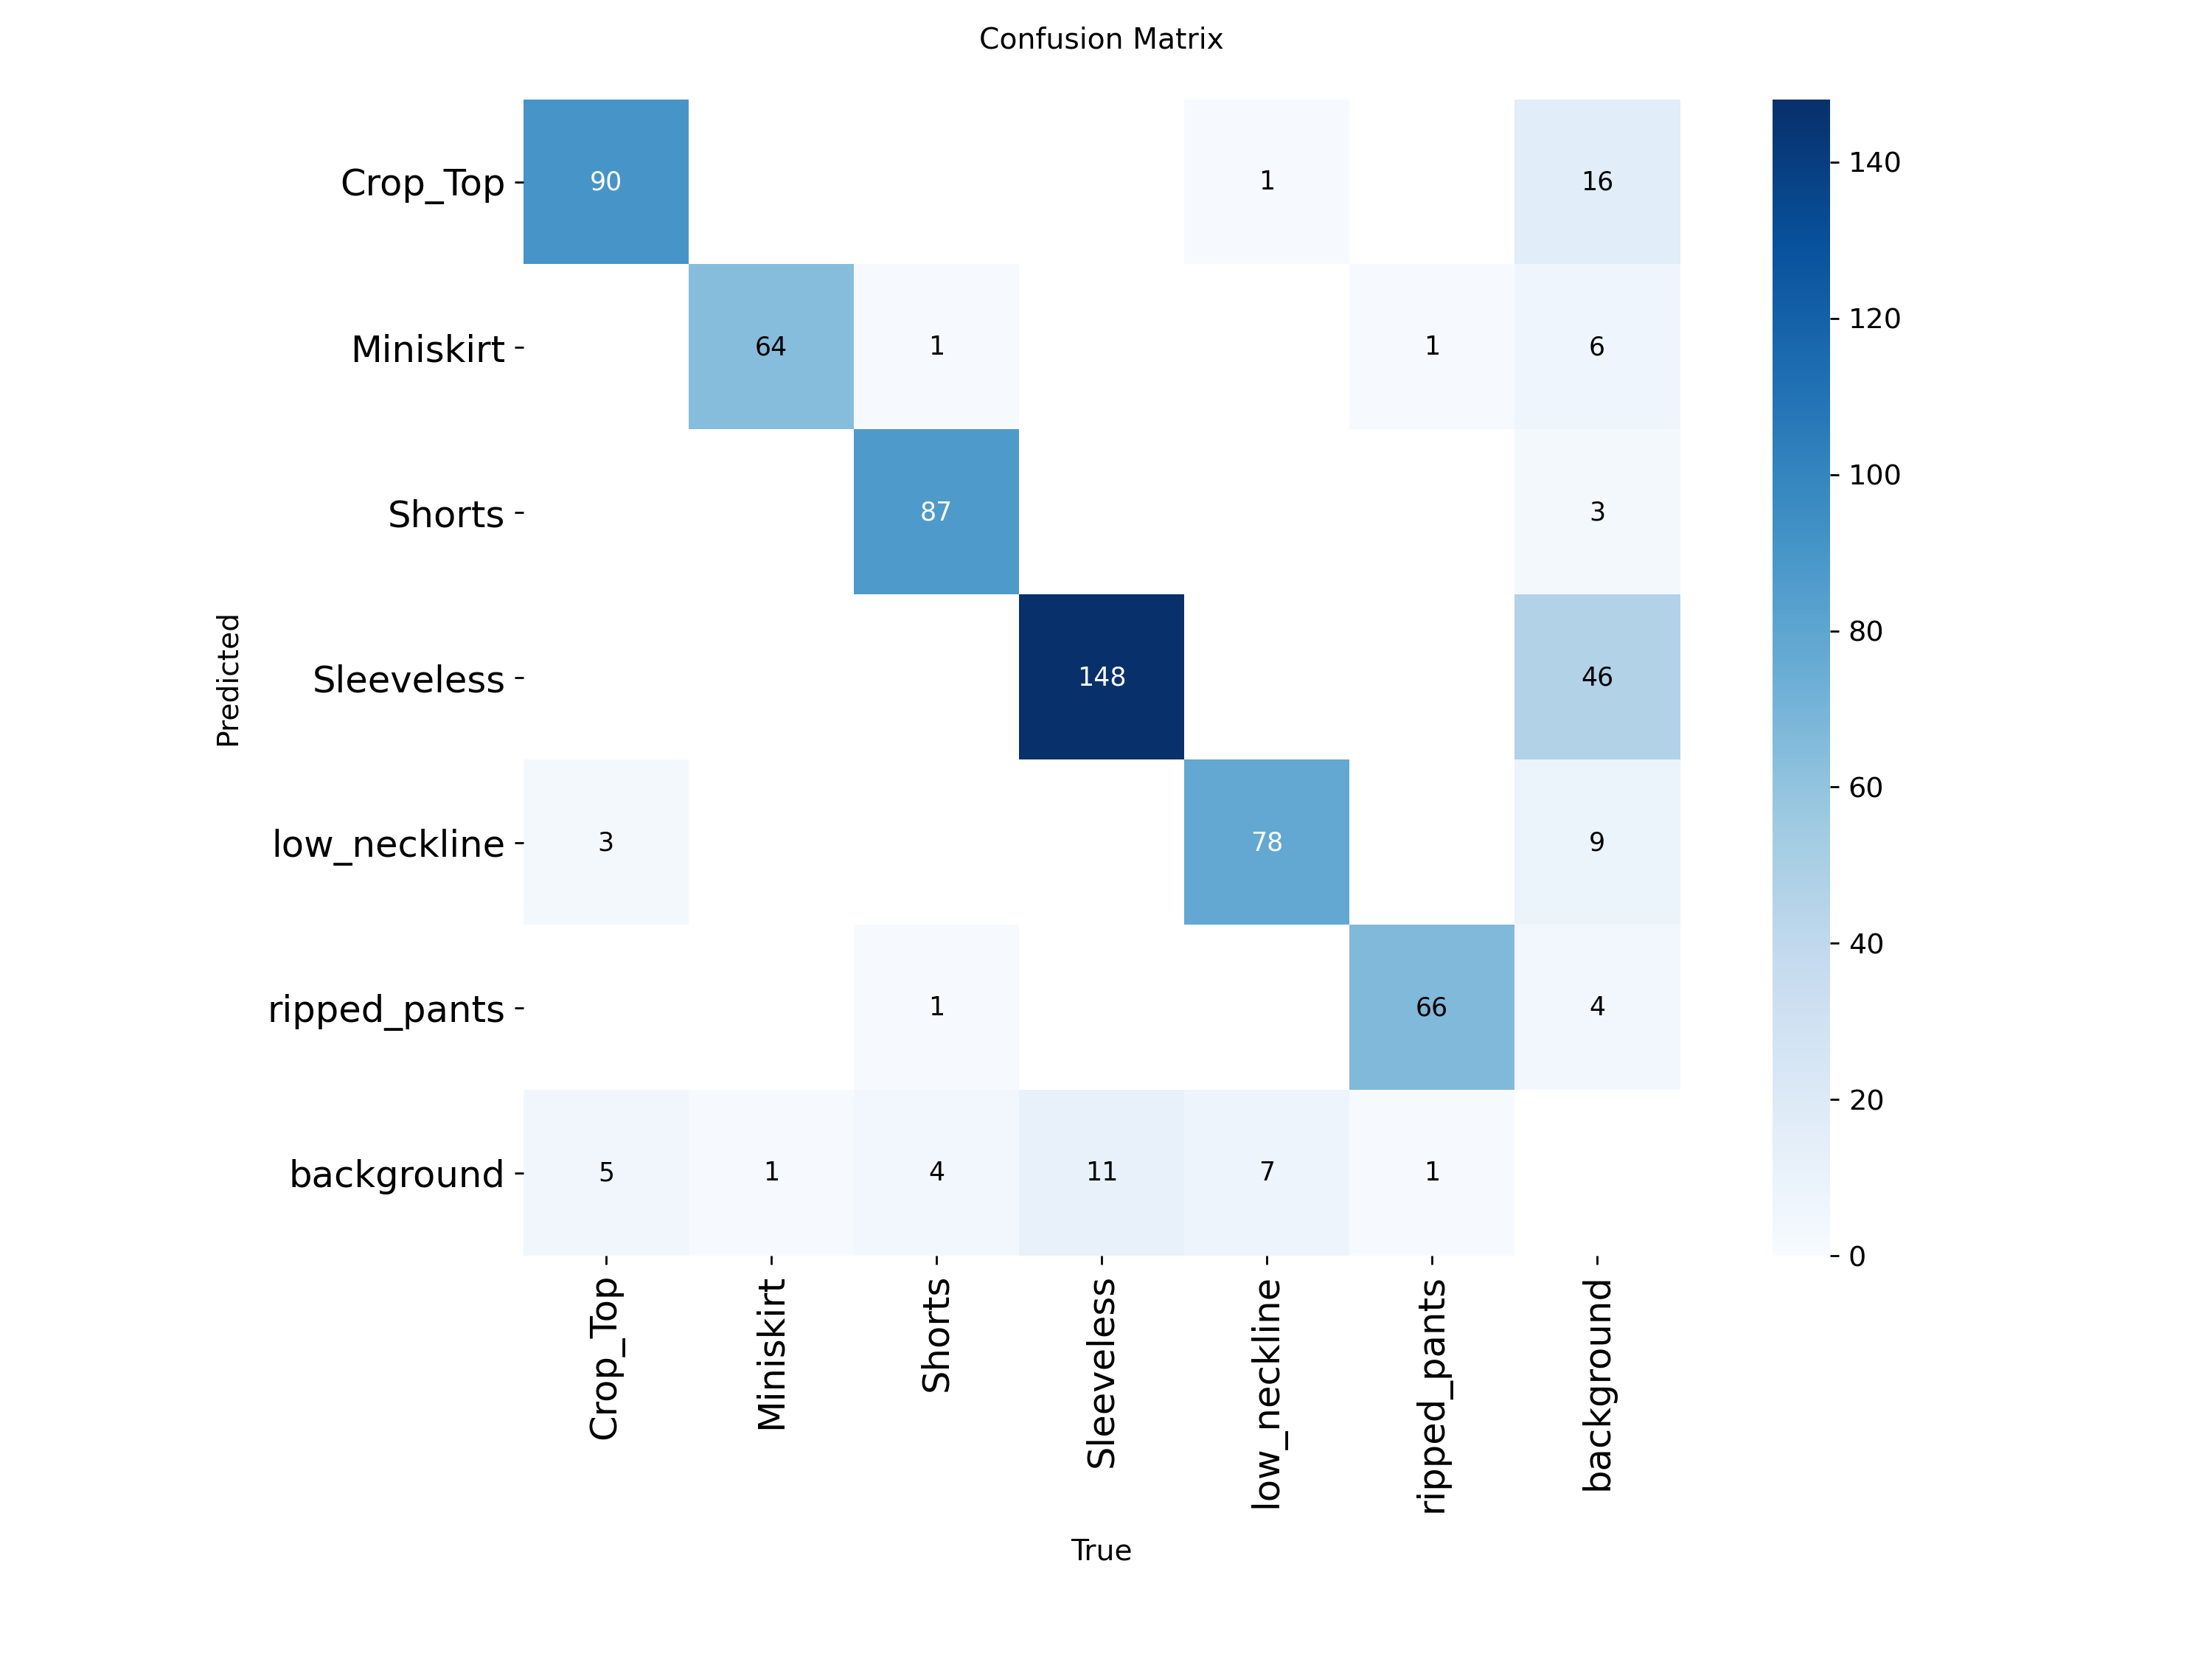 Confusion Matrix
Predicted
Crop_Top 90 1 16
Miniskirt 64 1 1 6
Shorts 87 3
Sleeveless 148 46
low_neckline 3 78 9
ripped_pants 1 66 4
background 5 1 4 11 7 1
Crop_Top Miniskirt Shorts Sleeveless low_neckline ripped_pants background
True
140
120
100
80
60
40
20
0